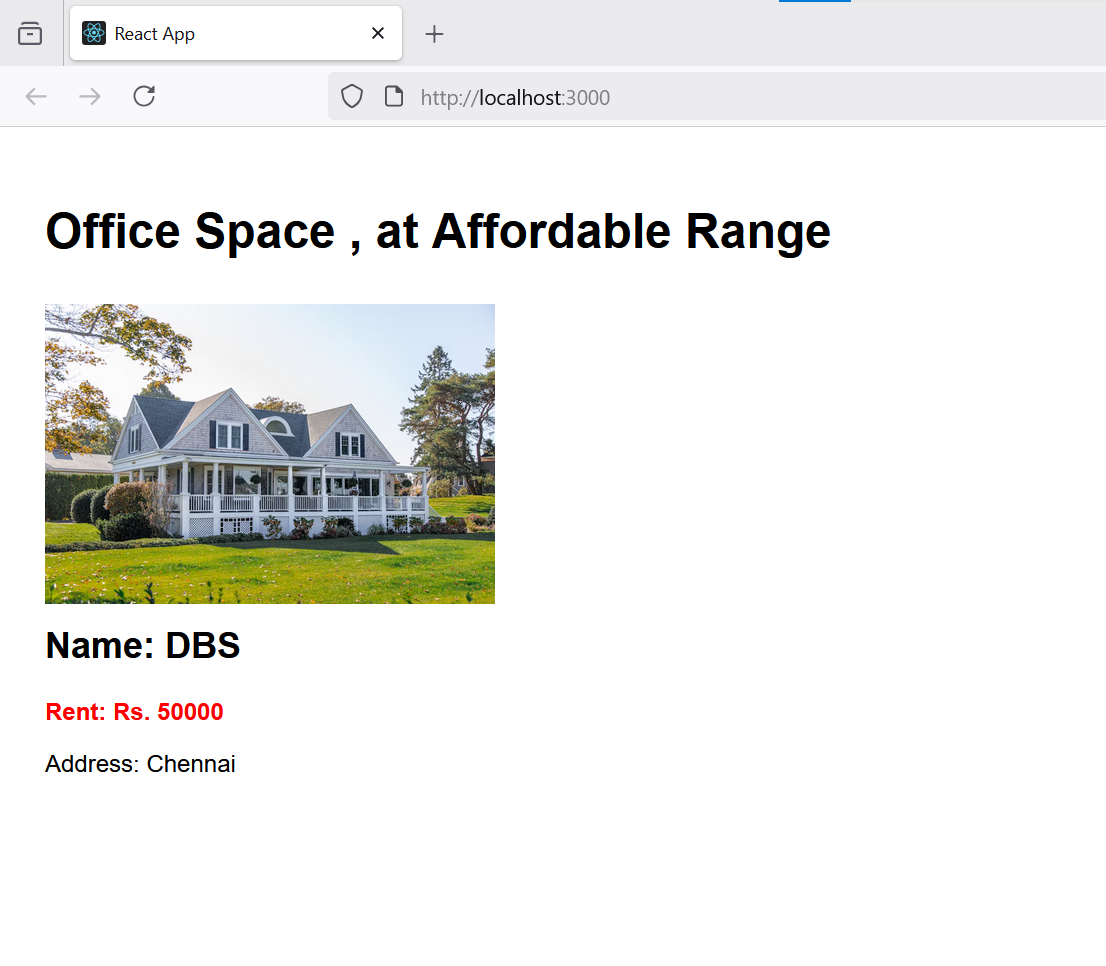 React App
http://localhost:3000
Office Space , at Affordable Range
Name: DBS
Rent: Rs. 50000
Address: Chennai